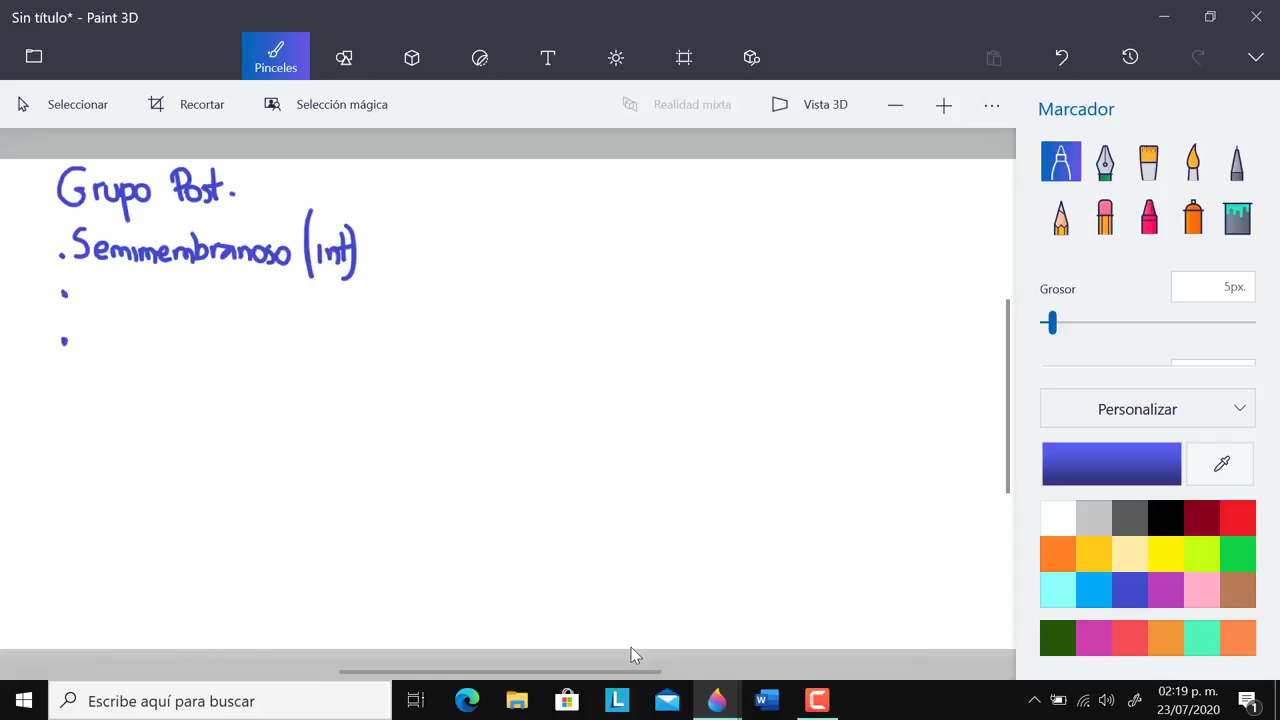 Sin título* - Paint 3D
Pinceles
Seleccionar
Recortar
Selección mágica
Realidad mixta
Vista 3D
Marcador
Grupo Post.
. Semimembranoso (Int)
.
.
Grosor
5px.
Personalizar
Escribe aquí para buscar
02:19 p. m.
23/07/2020